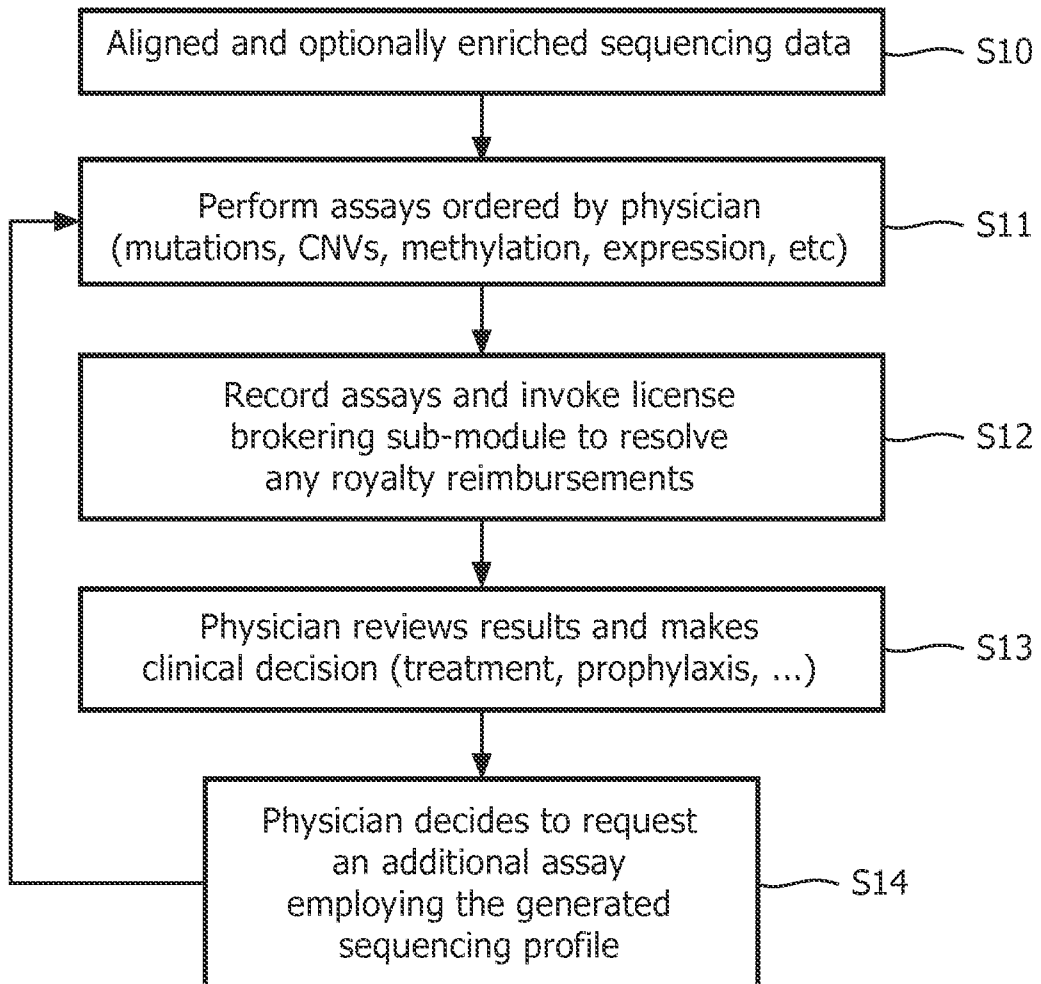 Aligned and optionally enriched sequencing data
S10
Perform assays ordered by physician
(mutations, CNVs, methylation, expression, etc)
S11
Record assays and invoke license
brokering sub-module to resolve
any royalty reimbursements
S12
Physician reviews results and makes
clinical decision (treatment, prophylaxis, ...)
S13
Physician decides to request
an additional assay
employing the generated
sequencing profile
S14